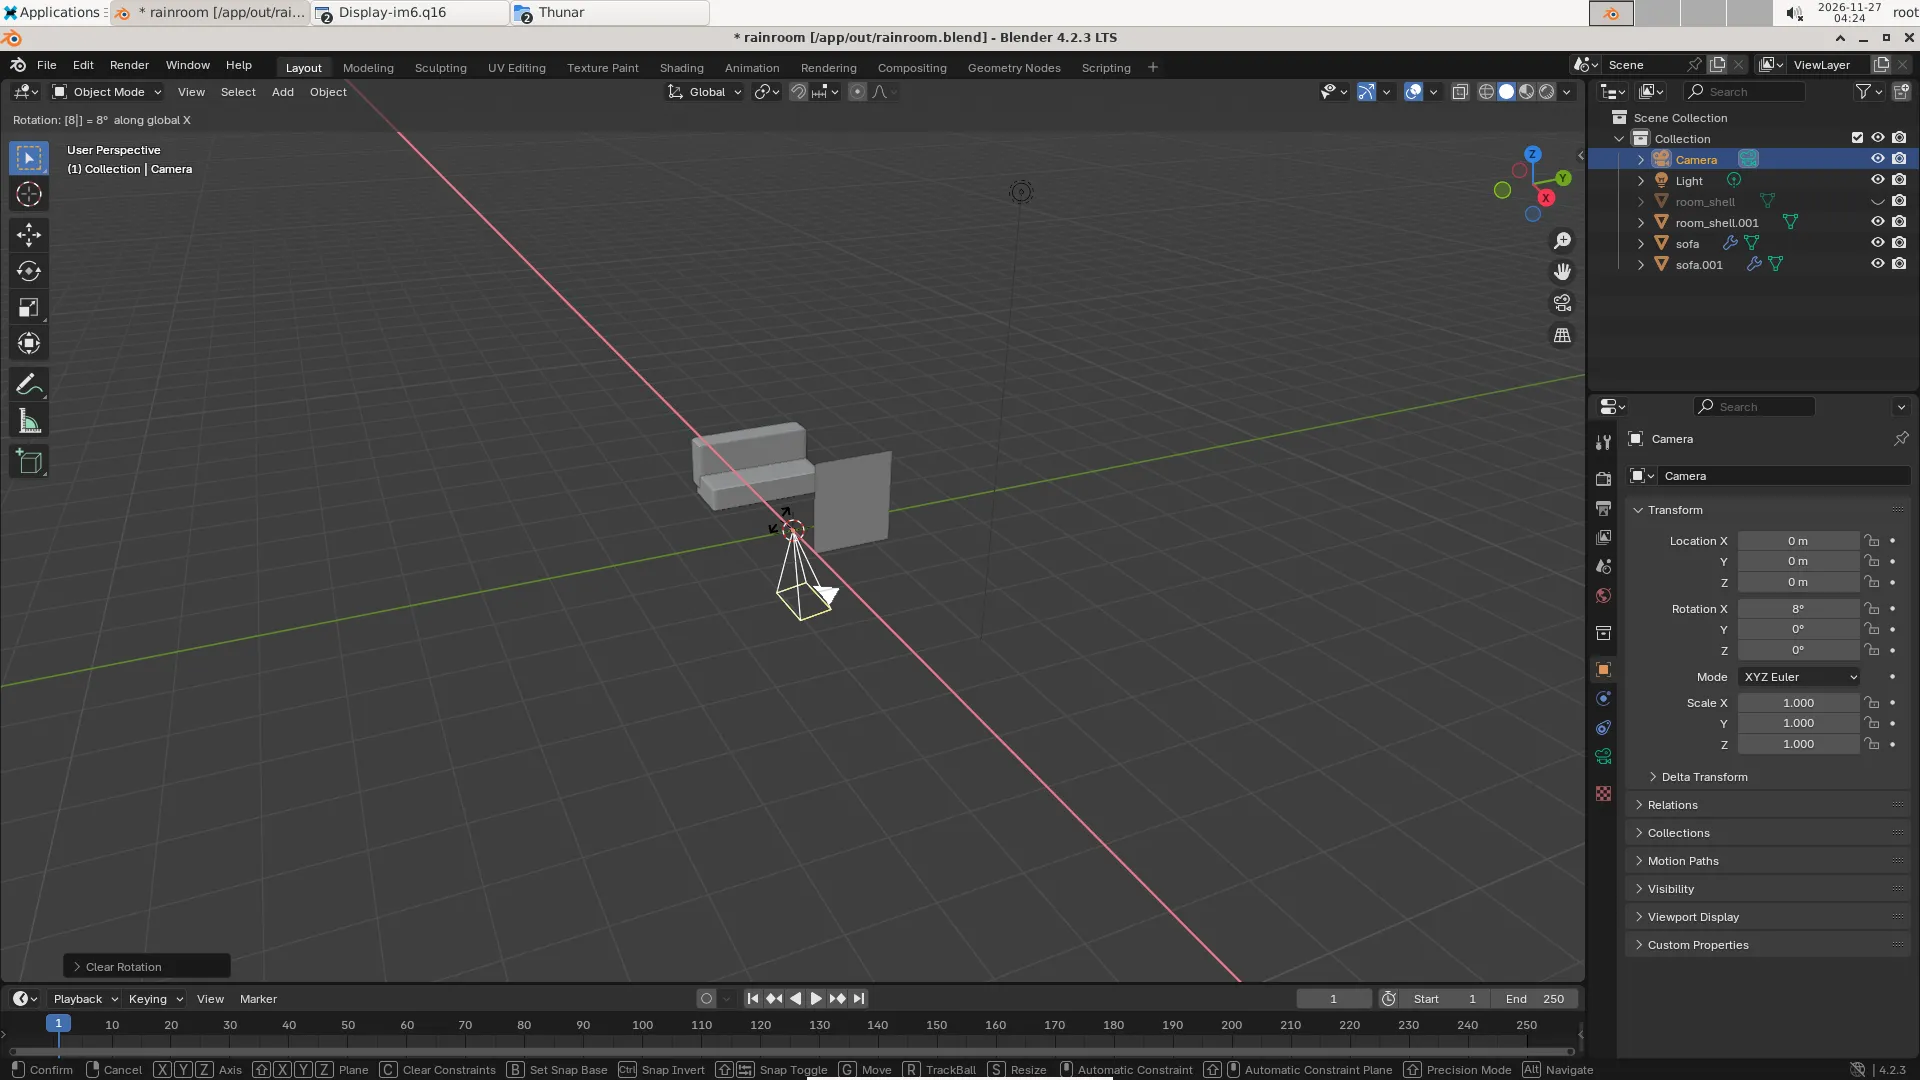 Applications
* rainroom [/app/out/rai...
2
Display-im6.q16
2
Thunar
2026-11-27
04:24
root
* rainroom [/app/out/rainroom.blend] - Blender 4.2.3 LTS
File Edit Render Window Help
Layout Modeling Sculpting UV Editing Texture Paint Shading Animation Rendering Compositing Geometry Nodes Scripting +
Scene
ViewLayer
Object Mode View Select Add Object
Global
Search
Rotation: [8|] = 8° along global X
User Perspective
(1) Collection | Camera
Z
Y
X
Scene Collection
Collection
Camera
Light
room_shell
room_shell.001
sofa
sofa.001
Search
Camera
Camera
Transform
Location X 0 m
Y 0 m
Z 0 m
Rotation X 8°
Y 0°
Z 0°
Mode XYZ Euler
Scale X 1.000
Y 1.000
Z 1.000
Delta Transform
Relations
Collections
Motion Paths
Visibility
Viewport Display
Custom Properties
Clear Rotation
Playback Keying View Marker
1
Start 1
End 250
1 10 20 30 40 50 60 70 80 90 100 110 120 130 140 150 160 170 180 190 200 210 220 230 240 250
Confirm Cancel X Y Z Axis X Y Z Plane C Clear Constraints B Set Snap Base Ctrl Snap Invert Snap Toggle G Move R TrackBall S Resize Automatic Constraint Automatic Constraint Plane Precision Mode Alt Navigate
4.2.3